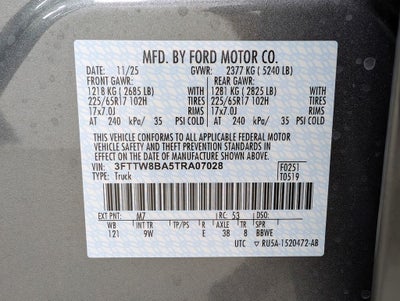 MFD. BY FORD MOTOR CO.
DATE: 11/25 GVWR: 2377 KG ( 5240 LB)
FRONT GAWR: REAR GAWR:
1218 KG ( 2685 LB) WITH 1281 KG ( 2825 LB) WITH
225/65R17 102H TIRES 225/65R17 102H TIRES
17x7.0J RIMS 17x7.0J RIMS
AT 240 kPa/ 35 PSI COLD AT 240 kPa/ 35 PSI COLD
THIS VEHICLE CONFORMS TO ALL APPLICABLE FEDERAL MOTOR
VEHICLE SAFETY AND THEFT PREVENTION STANDARDS IN EFFECT
ON THE DATE OF MANUFACTURE SHOWN ABOVE.
VIN: 3FTTW8BA5TRA07028 F0251
TYPE: Truck T0519
EXT PNT: M7 RC: 53 DSO:
WB INT TR TP/PS R AXLE TR SPR
121 9W E 38 8 BBWE
UTC RU5A-1520472-AB